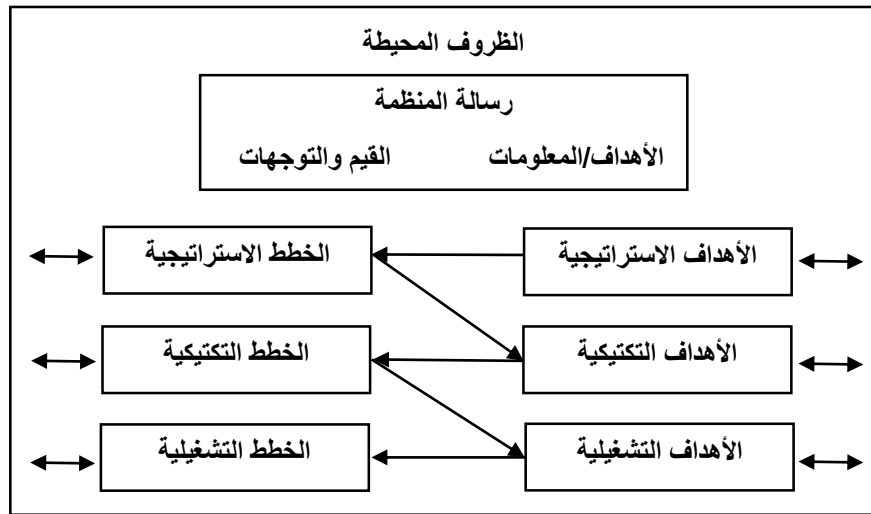 الظروف المحيطة
رسالة المنظمة
الأهداف/المعلومات القيم والتوجهات
الأهداف الاستراتيجية الخطط الاستراتيجية
الأهداف التكتيكية الخطط التكتيكية
الأهداف التشغيلية الخطط التشغيلية